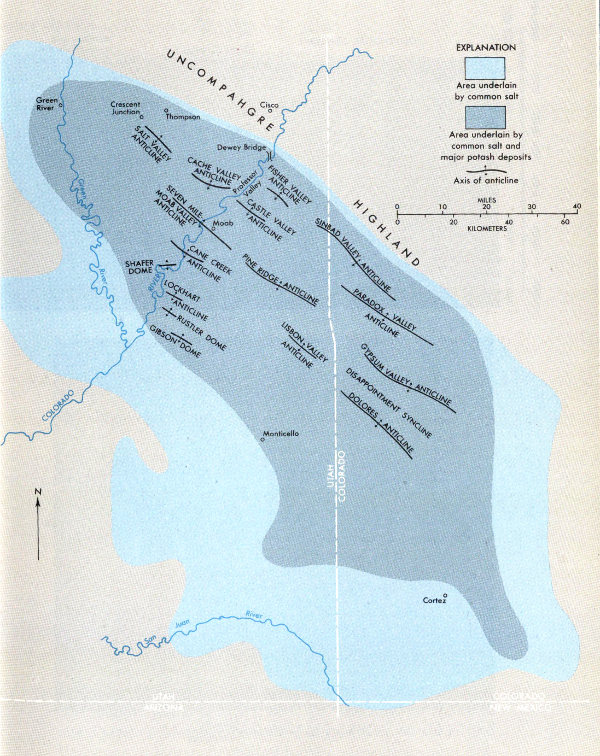 EXPLANATION
Area underlain
by common salt
Area underlain by
common salt and
major potash deposits
Axis of anticline
MILES
0 20 40
10
KILOMETERS
0 20 40 60
UNCOMPAHGRE
HIGHLAND
Green
River
Crescent
Junction
Thompson
Cisco
Dewey Bridge
SALT VALLEY
ANTICLINE
CACHE VALLEY
ANTICLINE
Professor
Valley
FISHER VALLEY
ANTICLINE
SEVEN MILE
MOAB VALLEY
ANTICLINE
CASTLE VALLEY
ANTICLINE
Moab
Green
River
SINBAD VALLEY ANTICLINE
CANE CREEK
ANTICLINE
SHAFER
DOME
PINE RIDGE ANTICLINE
RIVER
LOCKHART
ANTICLINE
PARADOX VALLEY
ANTICLINE
RUSTLER DOME
GIBSON DOME
LISBON VALLEY
ANTICLINE
GYPSUM VALLEY ANTICLINE
DISAPPOINTMENT SYNCLINE
DOLORES ANTICLINE
COLORADO
Monticello
UTAH
COLORADO
N
Cortez
San Juan River
UTAH
ARIZONA
COLORADO
NEW MEXICO